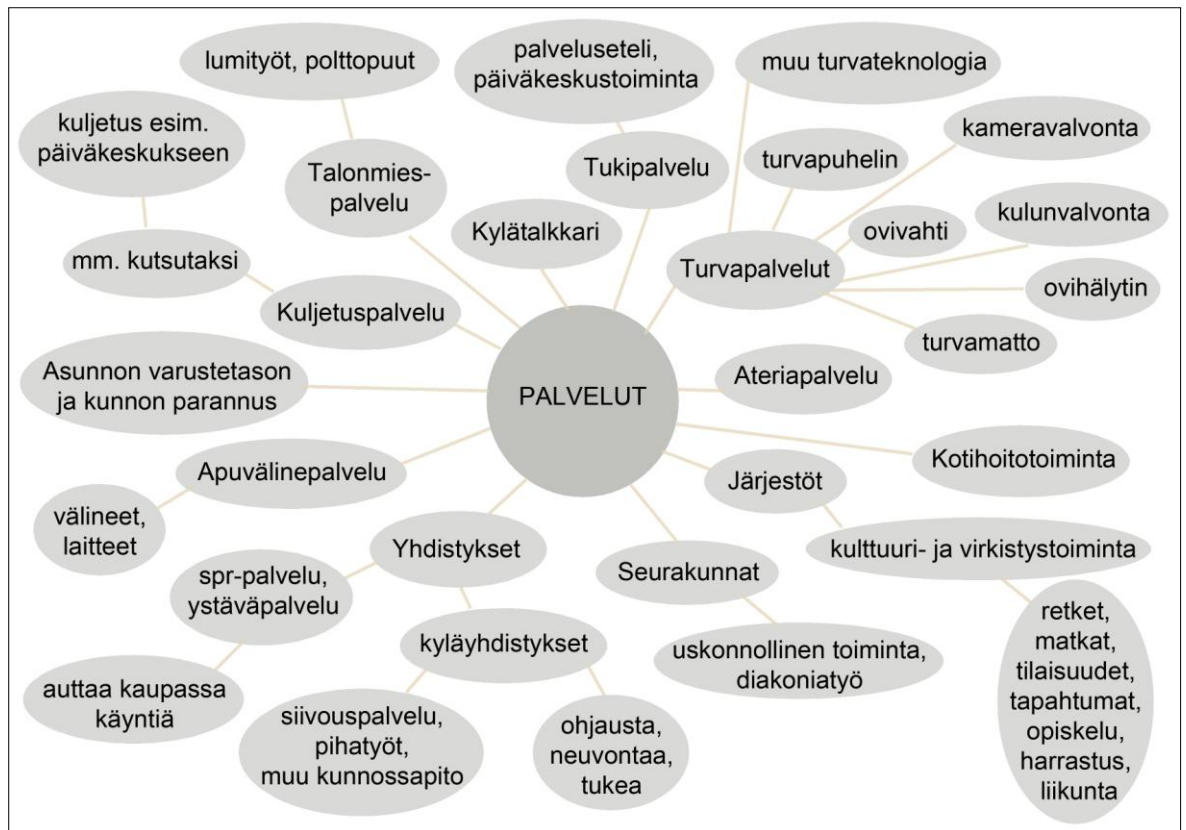 lumityöt, polttopuut
palveluseteli,
päiväkeskustoiminta
muu turvateknologia
kuljetus esim.
päiväkeskukseen
Talonmies-
palvelu
Tukipalvelu
turvapuhelin
kameravalvonta
Kylätalkkari
ovivahti
kulunvalvonta
mm. kutsutaksi
Turvapalvelut
ovihälytin
Kuljetuspalvelu
turvamatto
Asunnon varustetason
ja kunnon parannus
PALVELUT
Ateriapalvelu
Apuvälinepalvelu
Kotihoitotoiminta
Järjestöt
välineet,
laitteet
Yhdistykset
kulttuuri- ja virkistystoiminta
spr-palvelu,
ystäväpalvelu
Seurakunnat
kyläyhdistykset
uskonnollinen toiminta,
diakoniatyö
retket,
matkat,
tilaisuudet,
tapahtumat,
opiskelu,
harrastus,
liikunta
auttaa kaupassa
käyntiä
siivouspalvelu,
pihatyöt,
muu kunnossapito
ohjausta,
neuvontaa,
tukea